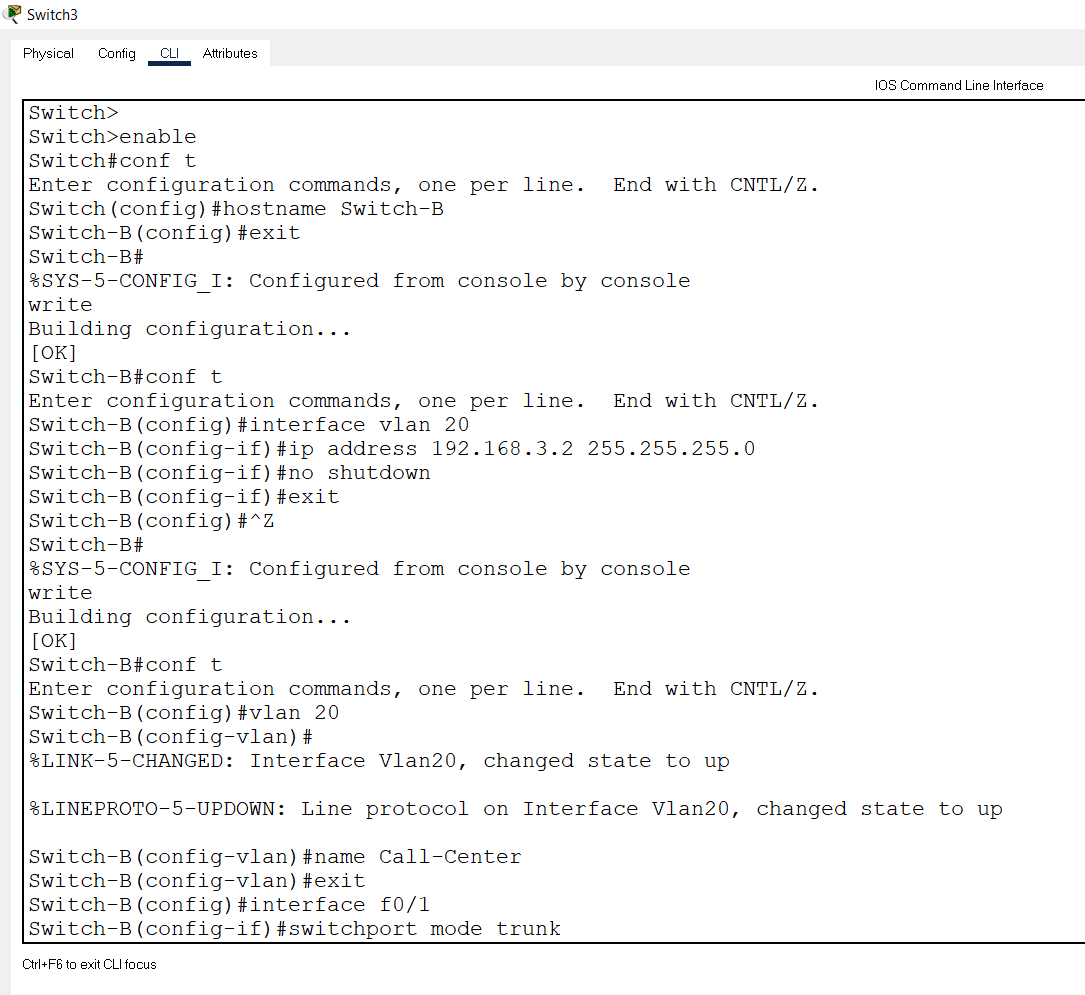 Switch3
Physical Config CLI Attributes
IOS Command Line Interface
Switch>
Switch>enable
Switch#conf t
Enter configuration commands, one per line.  End with CNTL/Z.
Switch(config)#hostname Switch-B
Switch-B(config)#exit
Switch-B#
%SYS-5-CONFIG_I: Configured from console by console
write
Building configuration...
[OK]
Switch-B#conf t
Enter configuration commands, one per line.  End with CNTL/Z.
Switch-B(config)#interface vlan 20
Switch-B(config-if)#ip address 192.168.3.2 255.255.255.0
Switch-B(config-if)#no shutdown
Switch-B(config-if)#exit
Switch-B(config)#^Z
Switch-B#
%SYS-5-CONFIG_I: Configured from console by console
write
Building configuration...
[OK]
Switch-B#conf t
Enter configuration commands, one per line.  End with CNTL/Z.
Switch-B(config)#vlan 20
Switch-B(config-vlan)#
%LINK-5-CHANGED: Interface Vlan20, changed state to up
%LINEPROTO-5-UPDOWN: Line protocol on Interface Vlan20, changed state to up
Switch-B(config-vlan)#name Call-Center
Switch-B(config-vlan)#exit
Switch-B(config)#interface f0/1
Switch-B(config-if)#switchport mode trunk
Ctrl+F6 to exit CLI focus